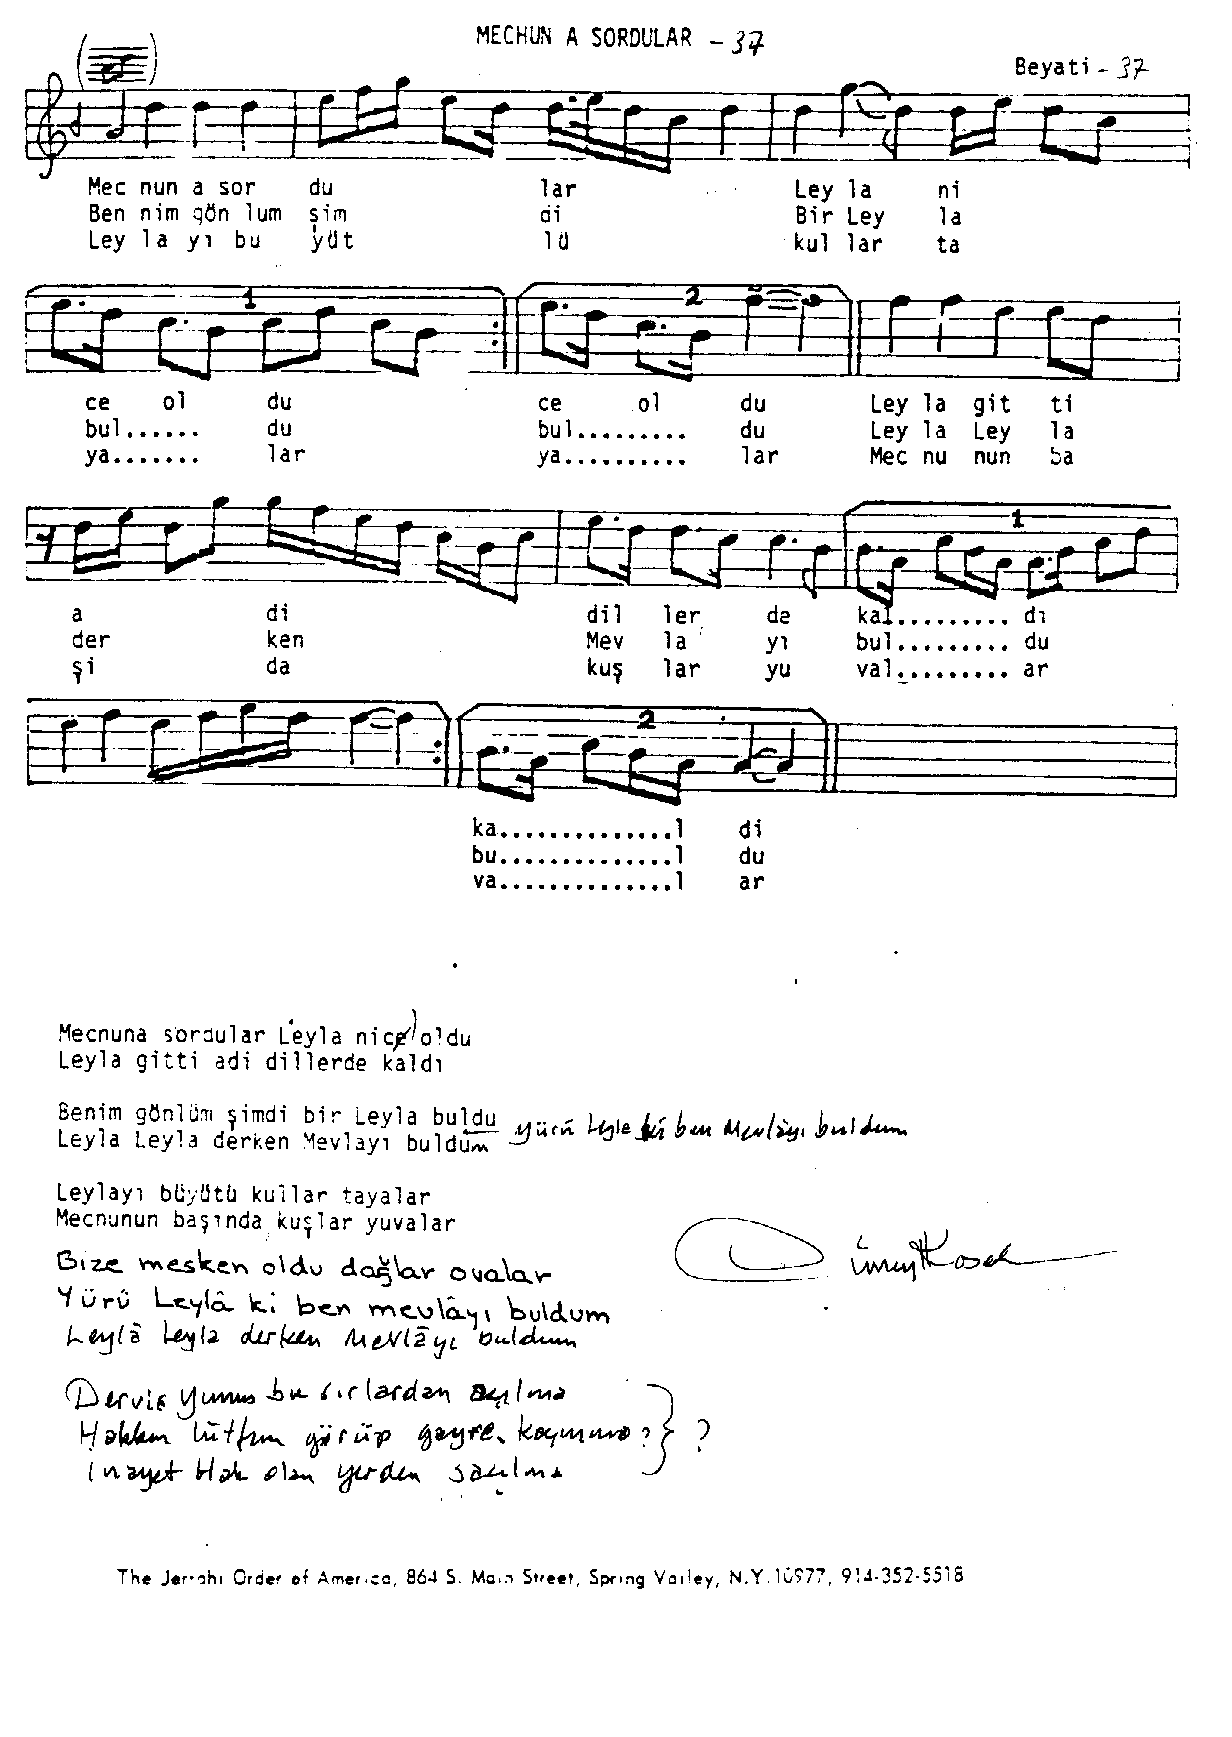 MECHUN A SORDULAR - 37
Beyati - 37
Mec nun a sor du lar Ley la ni
Ben nim gön lum şim di Bir Ley la
Ley la yı bu yüt lü kul lar ta
1 2
ce ol du ce ol du Ley la git ti
bul...... du bul......... du Ley la Ley la
ya....... lar ya.......... lar Mec nu nun ba
1
a di dil ler de kal......... dı
der ken Mev la yı bul......... du
şi da kuş lar yu val......... ar
2
ka..............l di
bu..............l du
va..............l ar
Mecnuna sordular Leyla nice oldu
Leyla gitti adi dillerde kaldı
Benim gönlüm şimdi bir Leyla buldu
Leyla Leyla derken Mevlayı buldum yürü Leyle ki ben Mevlâyı buldum
Leylayı büyütü kullar tayalar
Mecnunun başında kuşlar yuvalar
Bize mesken oldu dağlar ovalar
Yürü Leylâ ki ben mevlâyı buldum
Leylâ Leyla derken Mevlâyı buldum
Derviş Yunus bu sırlardan
Hakkın lütfun görüp ? ?
inayet Hak olan yerden
The Jerrahi Order of America, 864 S. Main Street, Spring Valley, N.Y. 10977, 914-352-5518